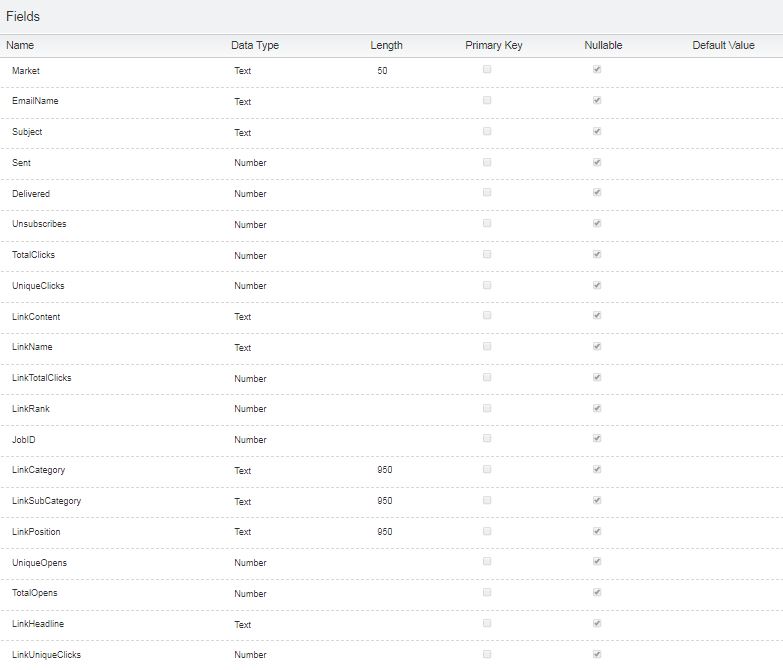 Fields
Name Data Type Length Primary Key Nullable Default Value
Market Text 50
EmailName Text
Subject Text
Sent Number
Delivered Number
Unsubscribes Number
TotalClicks Number
UniqueClicks Number
LinkContent Text
LinkName Text
LinkTotalClicks Number
LinkRank Number
JobID Number
LinkCategory Text 950
LinkSubCategory Text 950
LinkPosition Text 950
UniqueOpens Number
TotalOpens Number
LinkHeadline Text
LinkUniqueClicks Number